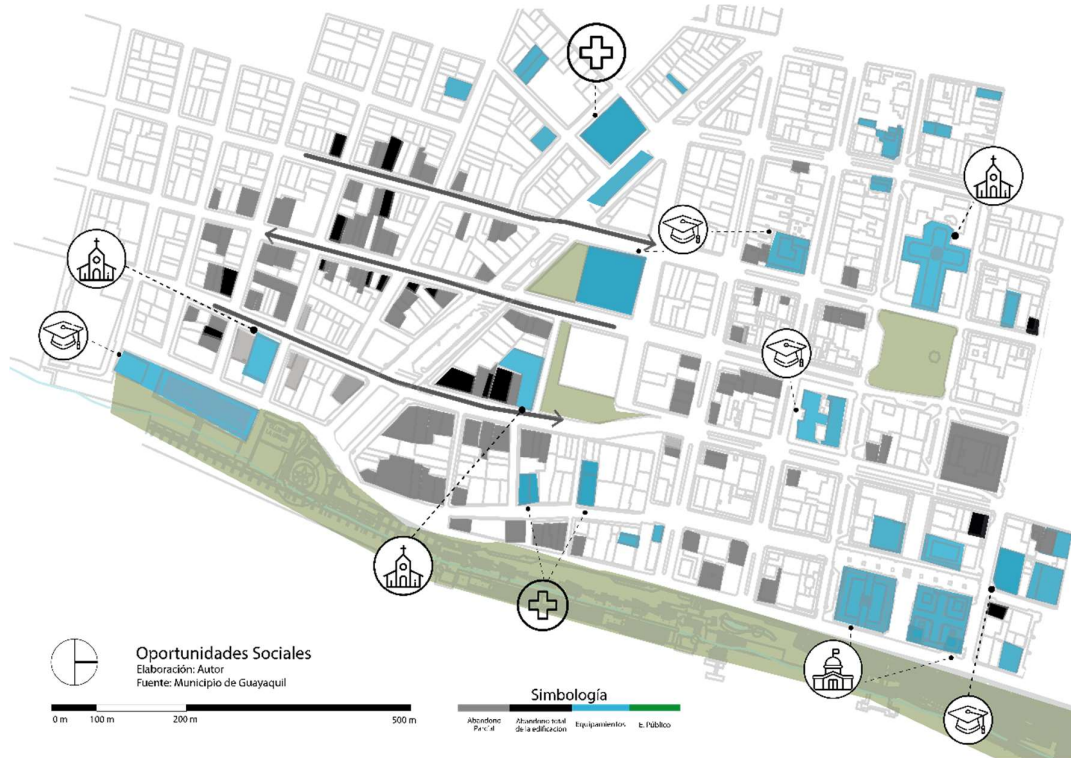 Oportunidades Sociales
Elaboración: Autor
Fuente: Municipio de Guayaquil
0 m 100 m 200 m 500 m
Simbología
Abandono Parcial
Abandono total de la edificación
Equipamientos
E. Público